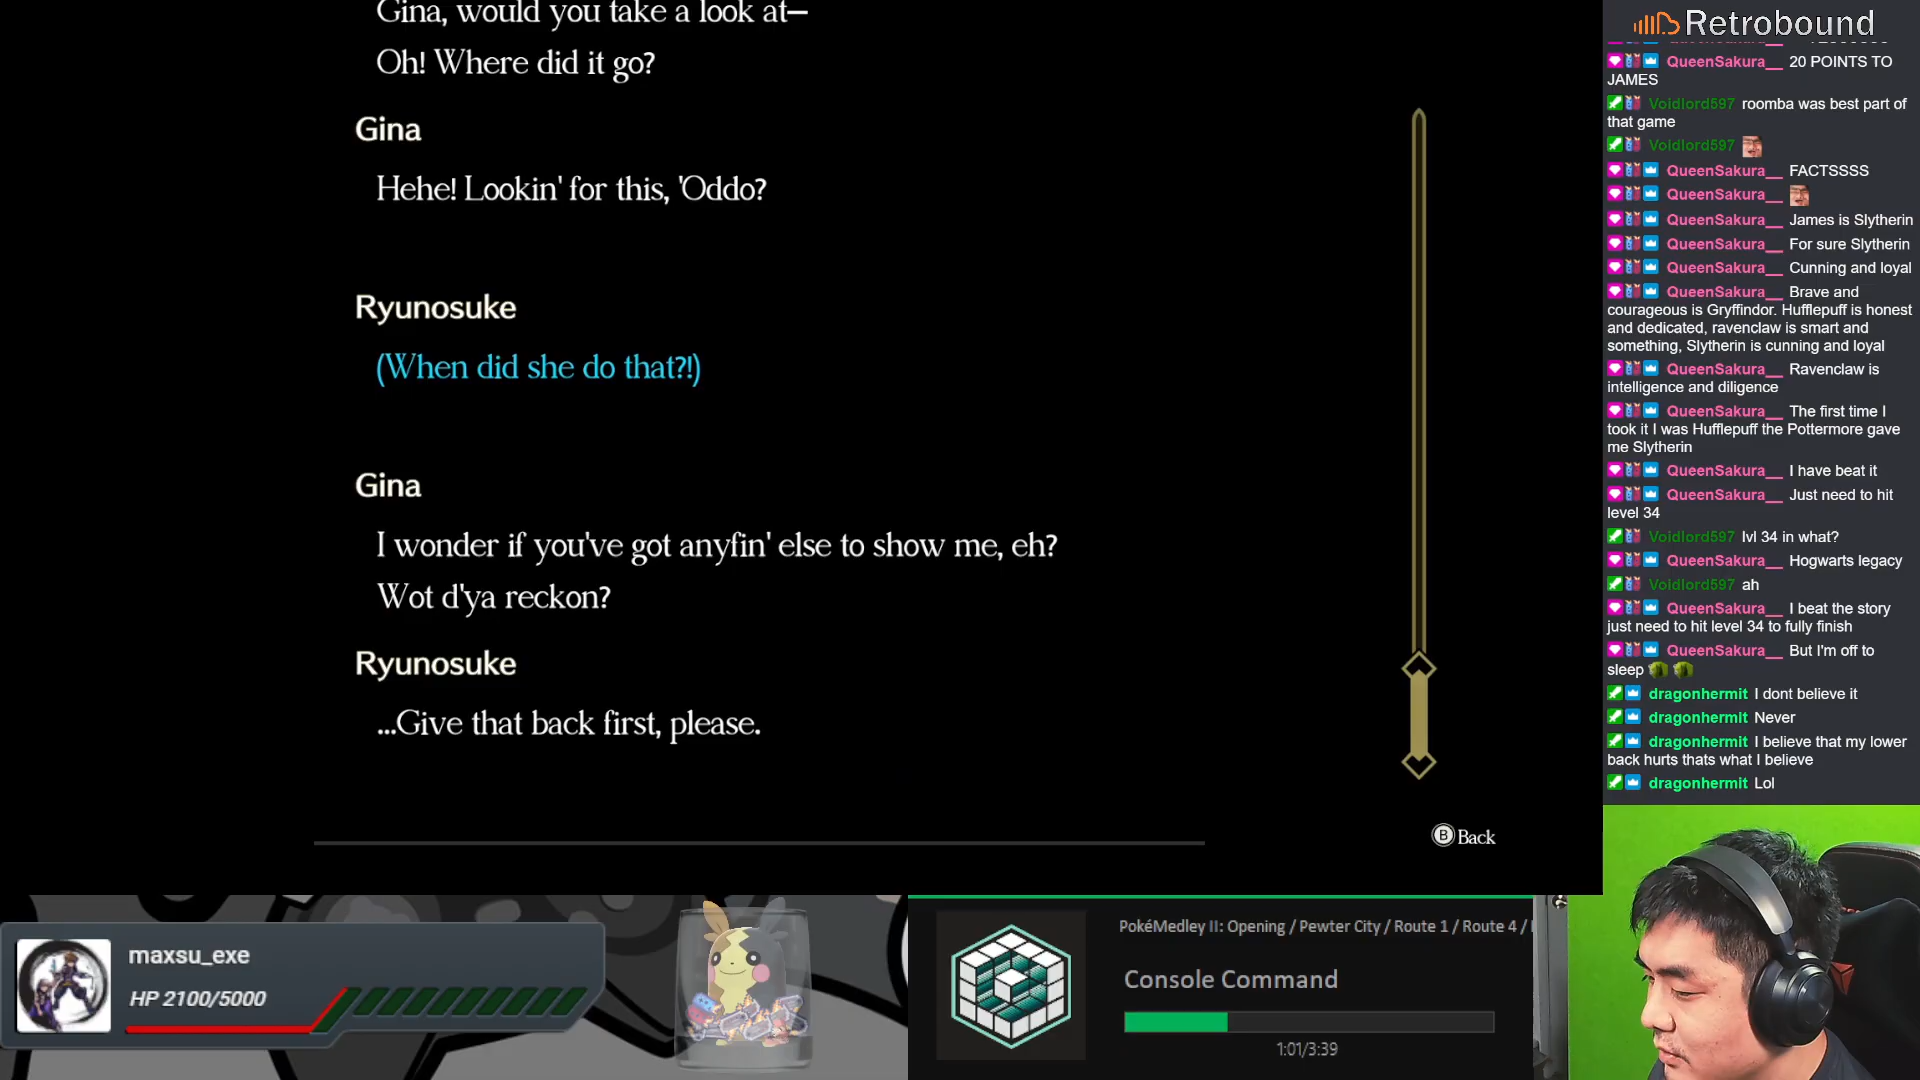 Gina, would you take a look at—
Oh! Where did it go?
Gina
Hehe! Lookin' for this, 'Oddo?
Ryunosuke
(When did she do that?!)
Gina
I wonder if you've got anyfin' else to show me, eh?
Wot d'ya reckon?
Ryunosuke
...Give that back first, please.
B Back
Retrobound
QueenSakura__ 20 POINTS TO
JAMES
Voidlord597 roomba was best part of
that game
Voidlord597
QueenSakura__ FACTSSSS
QueenSakura__
QueenSakura__ James is Slytherin
QueenSakura__ For sure Slytherin
QueenSakura__ Cunning and loyal
QueenSakura__ Brave and
courageous is Gryffindor. Hufflepuff is honest
and dedicated, ravenclaw is smart and
something, Slytherin is cunning and loyal
QueenSakura__ Ravenclaw is
intelligence and diligence
QueenSakura__ The first time I
took it I was Hufflepuff the Pottermore gave
me Slytherin
QueenSakura__ I have beat it
QueenSakura__ Just need to hit
level 34
Voidlord597 lvl 34 in what?
QueenSakura__ Hogwarts legacy
Voidlord597 ah
QueenSakura__ I beat the story
just need to hit level 34 to fully finish
QueenSakura__ But I'm off to
sleep
dragonhermit I dont believe it
dragonhermit Never
dragonhermit I believe that my lower
back hurts thats what I believe
dragonhermit Lol
maxsu_exe
HP 2100/5000
PokéMedley II: Opening / Pewter City / Route 1 / Route 4 /
Console Command
1:01/3:39